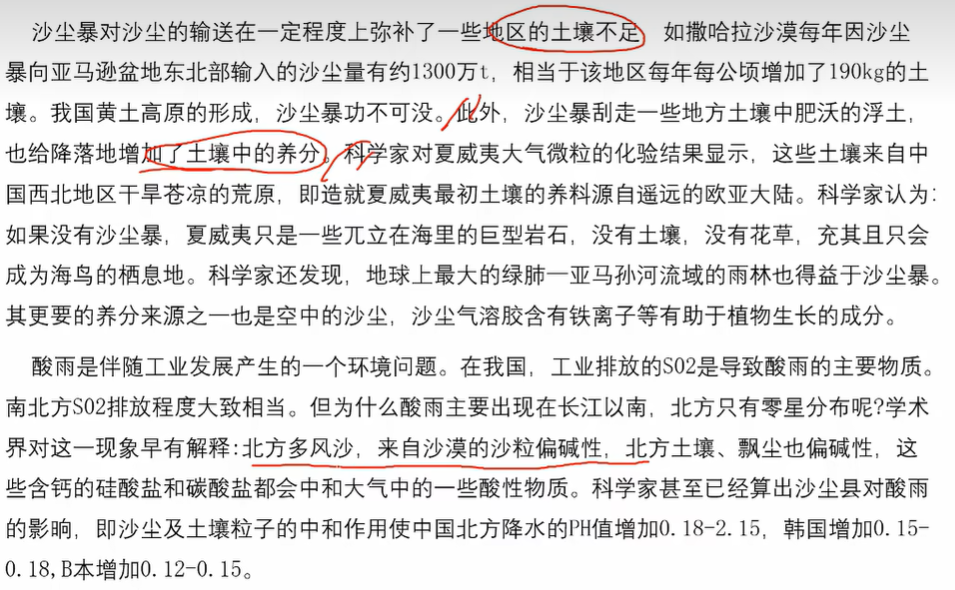 沙尘暴对沙尘的输送在一定程度上弥补了一些地区的土壤不足 如撒哈拉沙漠每年因沙尘
暴向亚马逊盆地东北部输入的沙尘量有约1300万t，相当于该地区每年每公顷增加了190kg的土
壤。我国黄土高原的形成，沙尘暴功不可没。此外，沙尘暴刮走一些地方土壤中肥沃的浮土，
也给降落地增加了土壤中的养分。科学家对夏威夷大气微粒的化验结果显示，这些土壤来自中
国西北地区干旱苍凉的荒原，即造就夏威夷最初土壤的养料源自遥远的欧亚大陆。科学家认为：
如果没有沙尘暴，夏威夷只是一些兀立在海里的巨型岩石，没有土壤，没有花草，充其且只会
成为海鸟的栖息地。科学家还发现，地球上最大的绿肺一亚马孙河流域的雨林也得益于沙尘暴。
其更要的养分来源之一也是空中的沙尘，沙尘气溶胶含有铁离子等有助于植物生长的成分。
酸雨是伴随工业发展产生的一个环境问题。在我国，工业排放的S02是导致酸雨的主要物质。
南北方S02排放程度大致相当。但为什么酸雨主要出现在长江以南，北方只有零星分布呢?学术
界对这一现象早有解释：北方多风沙，来自沙漠的沙粒偏碱性，北方土壤、飘尘也偏碱性，这
些含钙的硅酸盐和碳酸盐都会中和大气中的一些酸性物质。科学家甚至已经算出沙尘县对酸雨
的影晌，即沙尘及土壤粒子的中和作用使中国北方降水的PH值增加0.18-2.15，韩国增加0.15-
0.18,B本增加0.12-0.15。